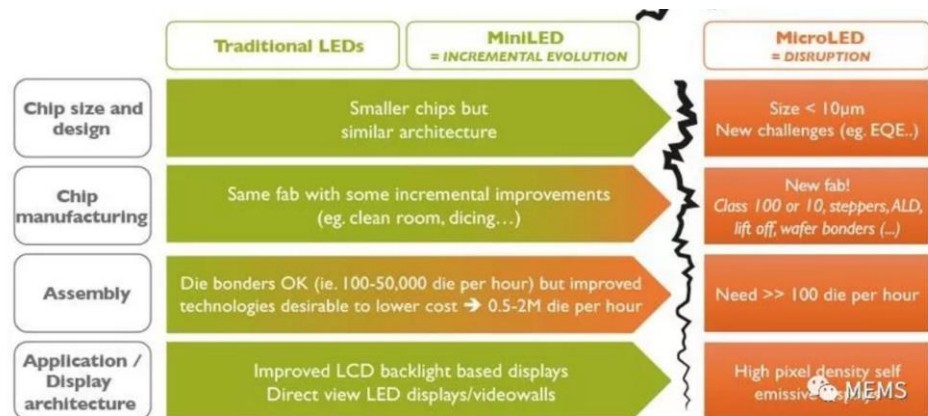 Traditional LEDs
MiniLED
= INCREMENTAL EVOLUTION
MicroLED
= DISRUPTION
Chip size and
design
Smaller chips but
similar architecture
Size < 10µm
New challenges (eg. EQE..)
Chip
manufacturing
Same fab with some incremental improvements
(eg. clean room, dicing...)
New fab!
Class 100 or 10, steppers, ALD,
lift off, wafer bonders (...)
Assembly
Die bonders OK (ie. 100-50,000 die per hour) but improved
technologies desirable to lower cost ➔ 0.5-2M die per hour
Need >> 100 die per hour
Application /
Display
architecture
Improved LCD backlight based displays
Direct view LED displays/videowalls
High pixel density self
emissive
MEMS